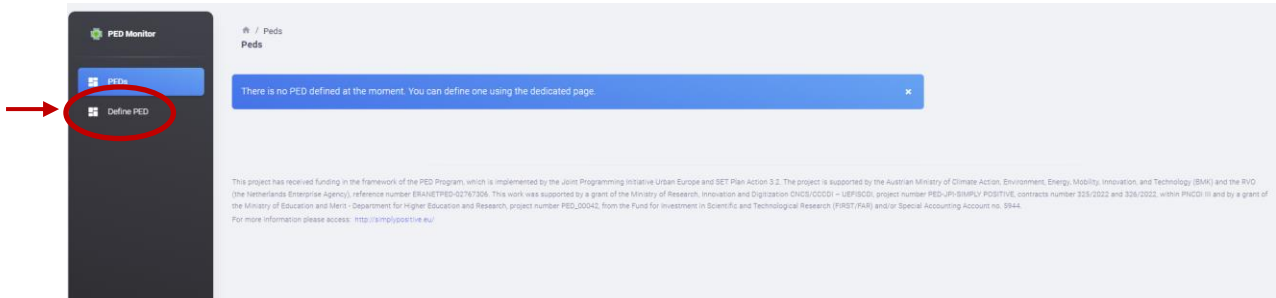 PED Monitor
PEDs
Define PED
/ Peds
Peds
There is no PED defined at the moment. You can define one using the dedicated page.
×
This project has received funding in the framework of the PED Program, which is implemented by the Joint Programming Initiative Urban Europe and SET Plan Action 3.2. The project is supported by the Austrian Ministry of Climate Action, Environment, Energy, Mobility, Innovation, and Technology (BMK) and the RVO
(the Netherlands Enterprise Agency), reference number ERANETPED-02767306. This work was supported by a grant of the Ministry of Research, Innovation and Digitization CNCS/CCCDI – UEFISCDI, project number PED-JPI-SIMPLY POSITIVE, contracts number 325/2022 and 326/2022, within PNCDI III and by a grant of
the Ministry of Education and Merit - Department for Higher Education and Research, project number PED_00042, from the Fund for Investment in Scientific and Technological Research (FIRST/FAR) and/or Special Accounting Account no. 5944.
For more information please access: http://simplypositive.eu/